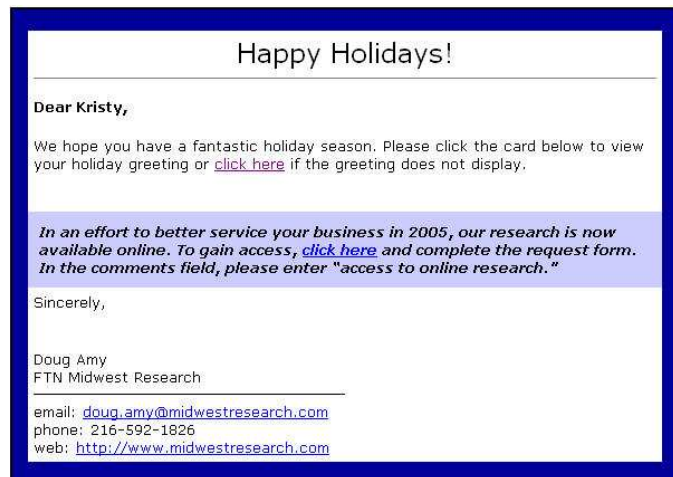 Happy Holidays!
Dear Kristy,
We hope you have a fantastic holiday season. Please click the card below to view
your holiday greeting or click here if the greeting does not display.
In an effort to better service your business in 2005, our research is now
available online. To gain access, click here and complete the request form.
In the comments field, please enter "access to online research."
Sincerely,
Doug Amy
FTN Midwest Research
email: doug.amy@midwestresearch.com
phone: 216-592-1826
web: http://www.midwestresearch.com